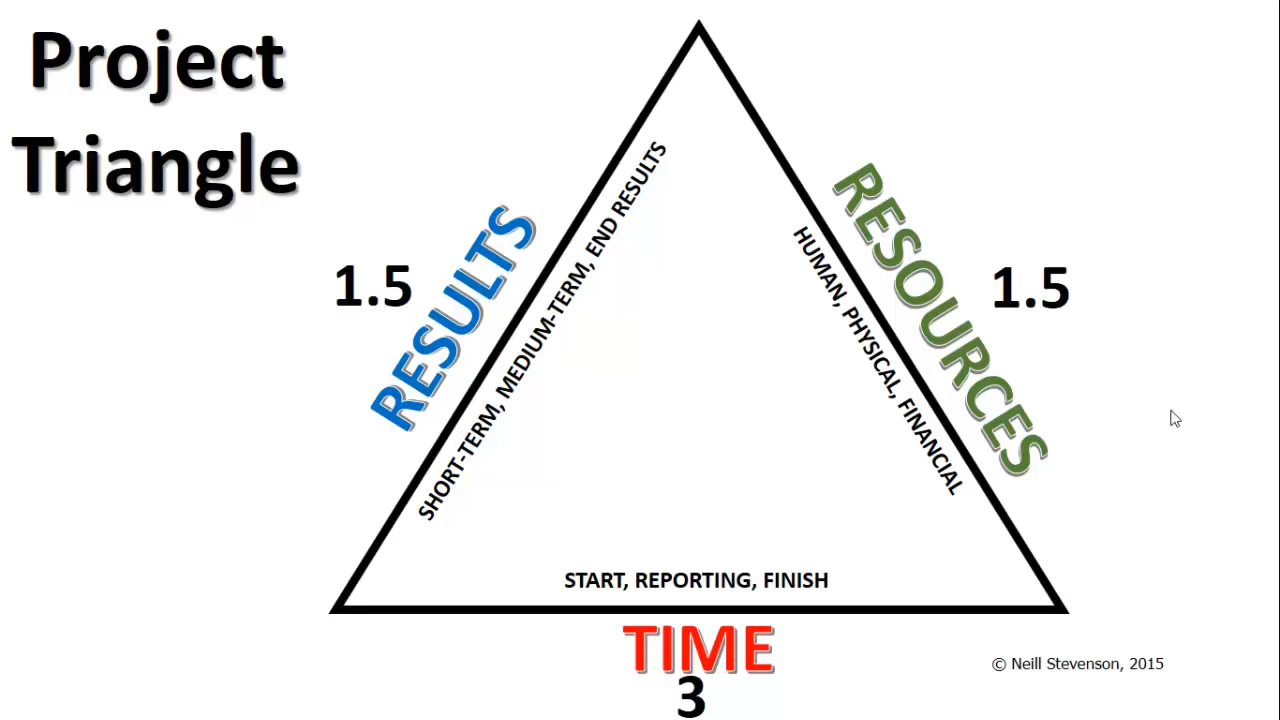 Project
Triangle
1.5
RESULTS
SHORT-TERM, MEDIUM-TERM, END RESULTS
RESOURCES
HUMAN, PHYSICAL, FINANCIAL
1.5
START, REPORTING, FINISH
TIME
3
© Neill Stevenson, 2015